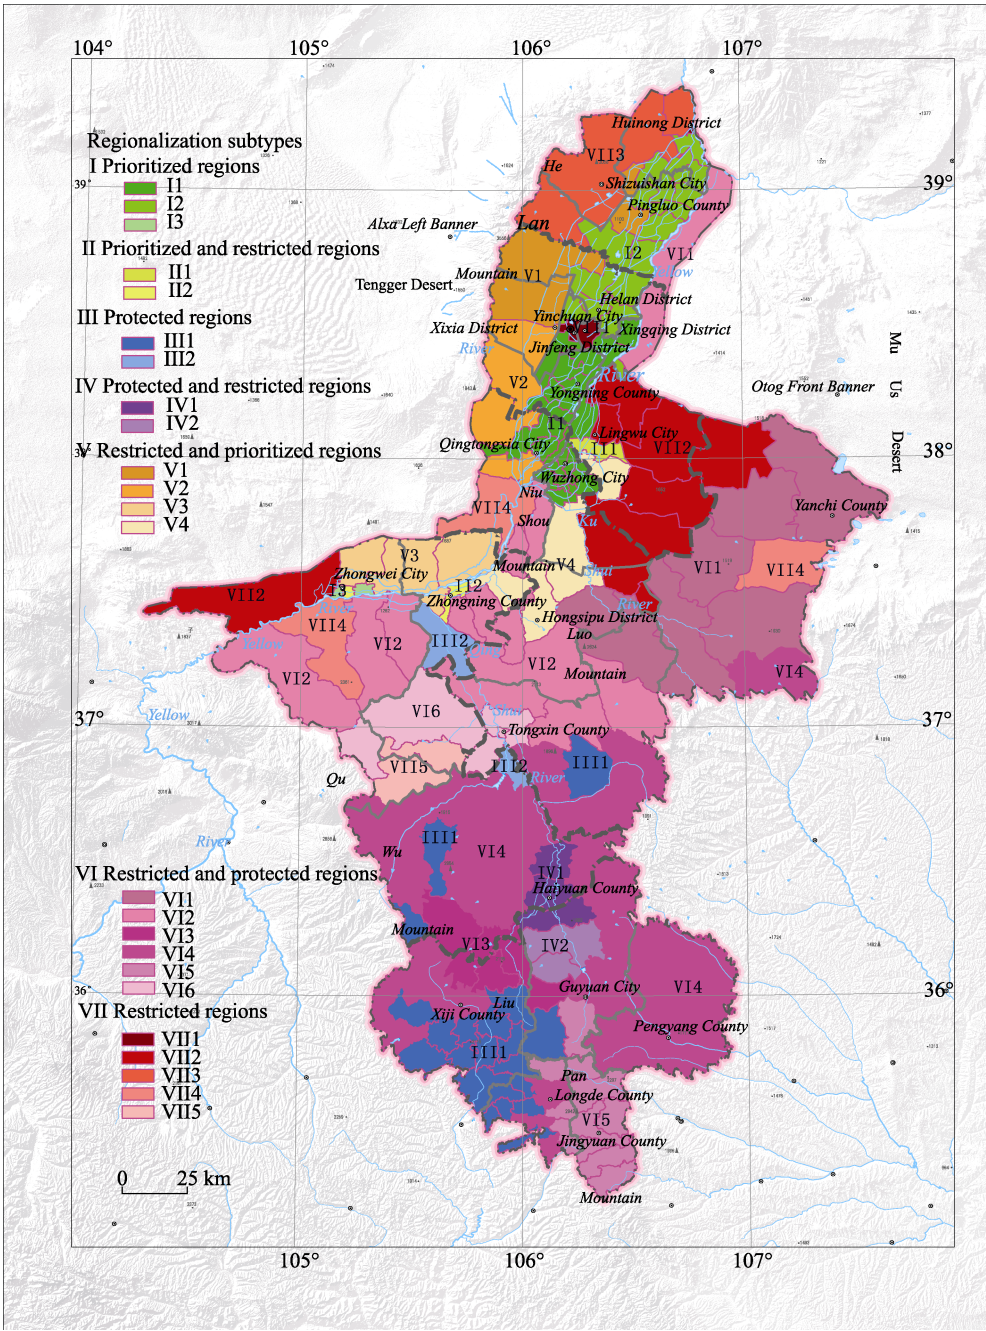 104°
105°
106°
107°
Huinong District
VII3
He
39°
Shizuishan City
39°
Pingluo County
Lan
Alxa Left Banner
I2
VI1
Yellow
Mountain
V1
Tengger Desert
Helan District
Yinchuan City
Xixia District
Xingqing District
River
Jinfeng District
Mu
Us
Desert
River
Otog Front Banner
V2
Yongning County
I1
Lingwu City
Qingtongxia City
II1
VII2
38°
Wuzhong City
Niu
VII4
Yanchi County
Shou
Ku
V3
Mountain
V4
VI1
VII4
Zhongwei City
Shui
VII2
I3
II2
River
Zhongning County
River
Hongsipu District
VII4
Luo
Yellow
VI2
III2
VI2
Mountain
VI4
VI2
Yellow
37°
VI6
Shui
37°
Tongxin County
VII5
III2
III1
Qu
River
III1
River
Wu
VI4
IV1
Haiyuan County
Mountain
VI3
IV2
Guyuan City
VI4
36°
Liu
36°
Xiji County
Pengyang County
III1
Pan
Longde County
VI5
Jingyuan County
Mountain
105°
106°
107°
Regionalization subtypes
I Prioritized regions
I1
I2
I3
II Prioritized and restricted regions
II1
II2
III Protected regions
III1
III2
IV Protected and restricted regions
IV1
IV2
V Restricted and prioritized regions
V1
V2
V3
V4
VI Restricted and protected regions
VI1
VI2
VI3
VI4
VI5
VI6
VII Restricted regions
VII1
VII2
VII3
VII4
VII5
0 25 km